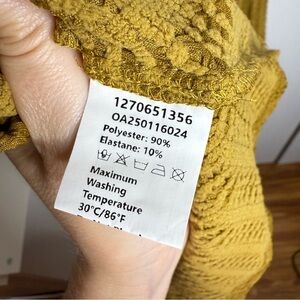 1270651356
OA250116024
Polyester: 90%
Elastane: 10%
Maximum
Washing
Temperature
30°C/86°F